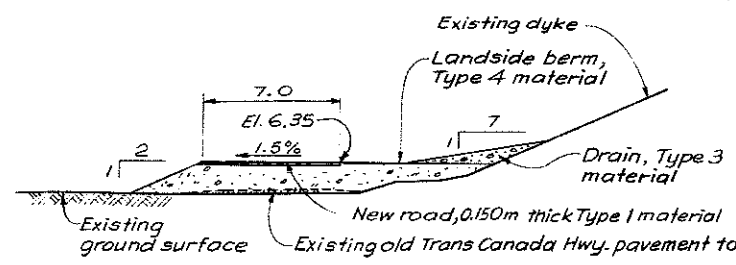 Existing dyke
Landside berm,
Type 4 material
7.0
El. 6.35
1.5%
2
1
7
1
Drain, Type 3
material
New road, 0.150m thick Type 1 material
Existing
ground surface
Existing old Trans Canada Hwy. pavement to